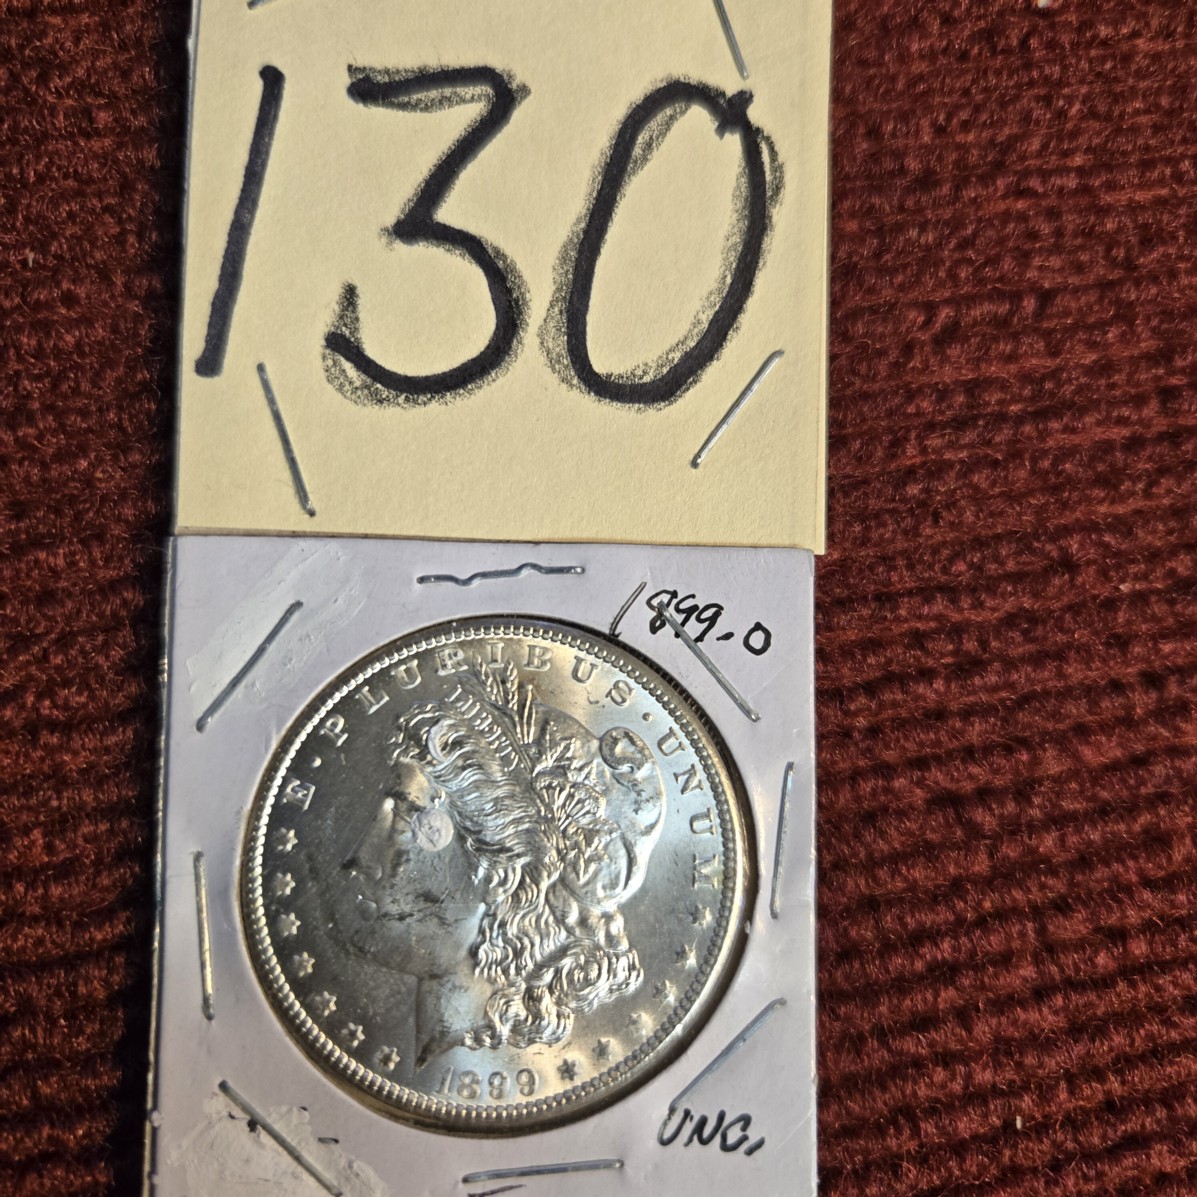 130
1899.O
E·PLURIBUS·UNUM
LIBERTY
1899
UNC.